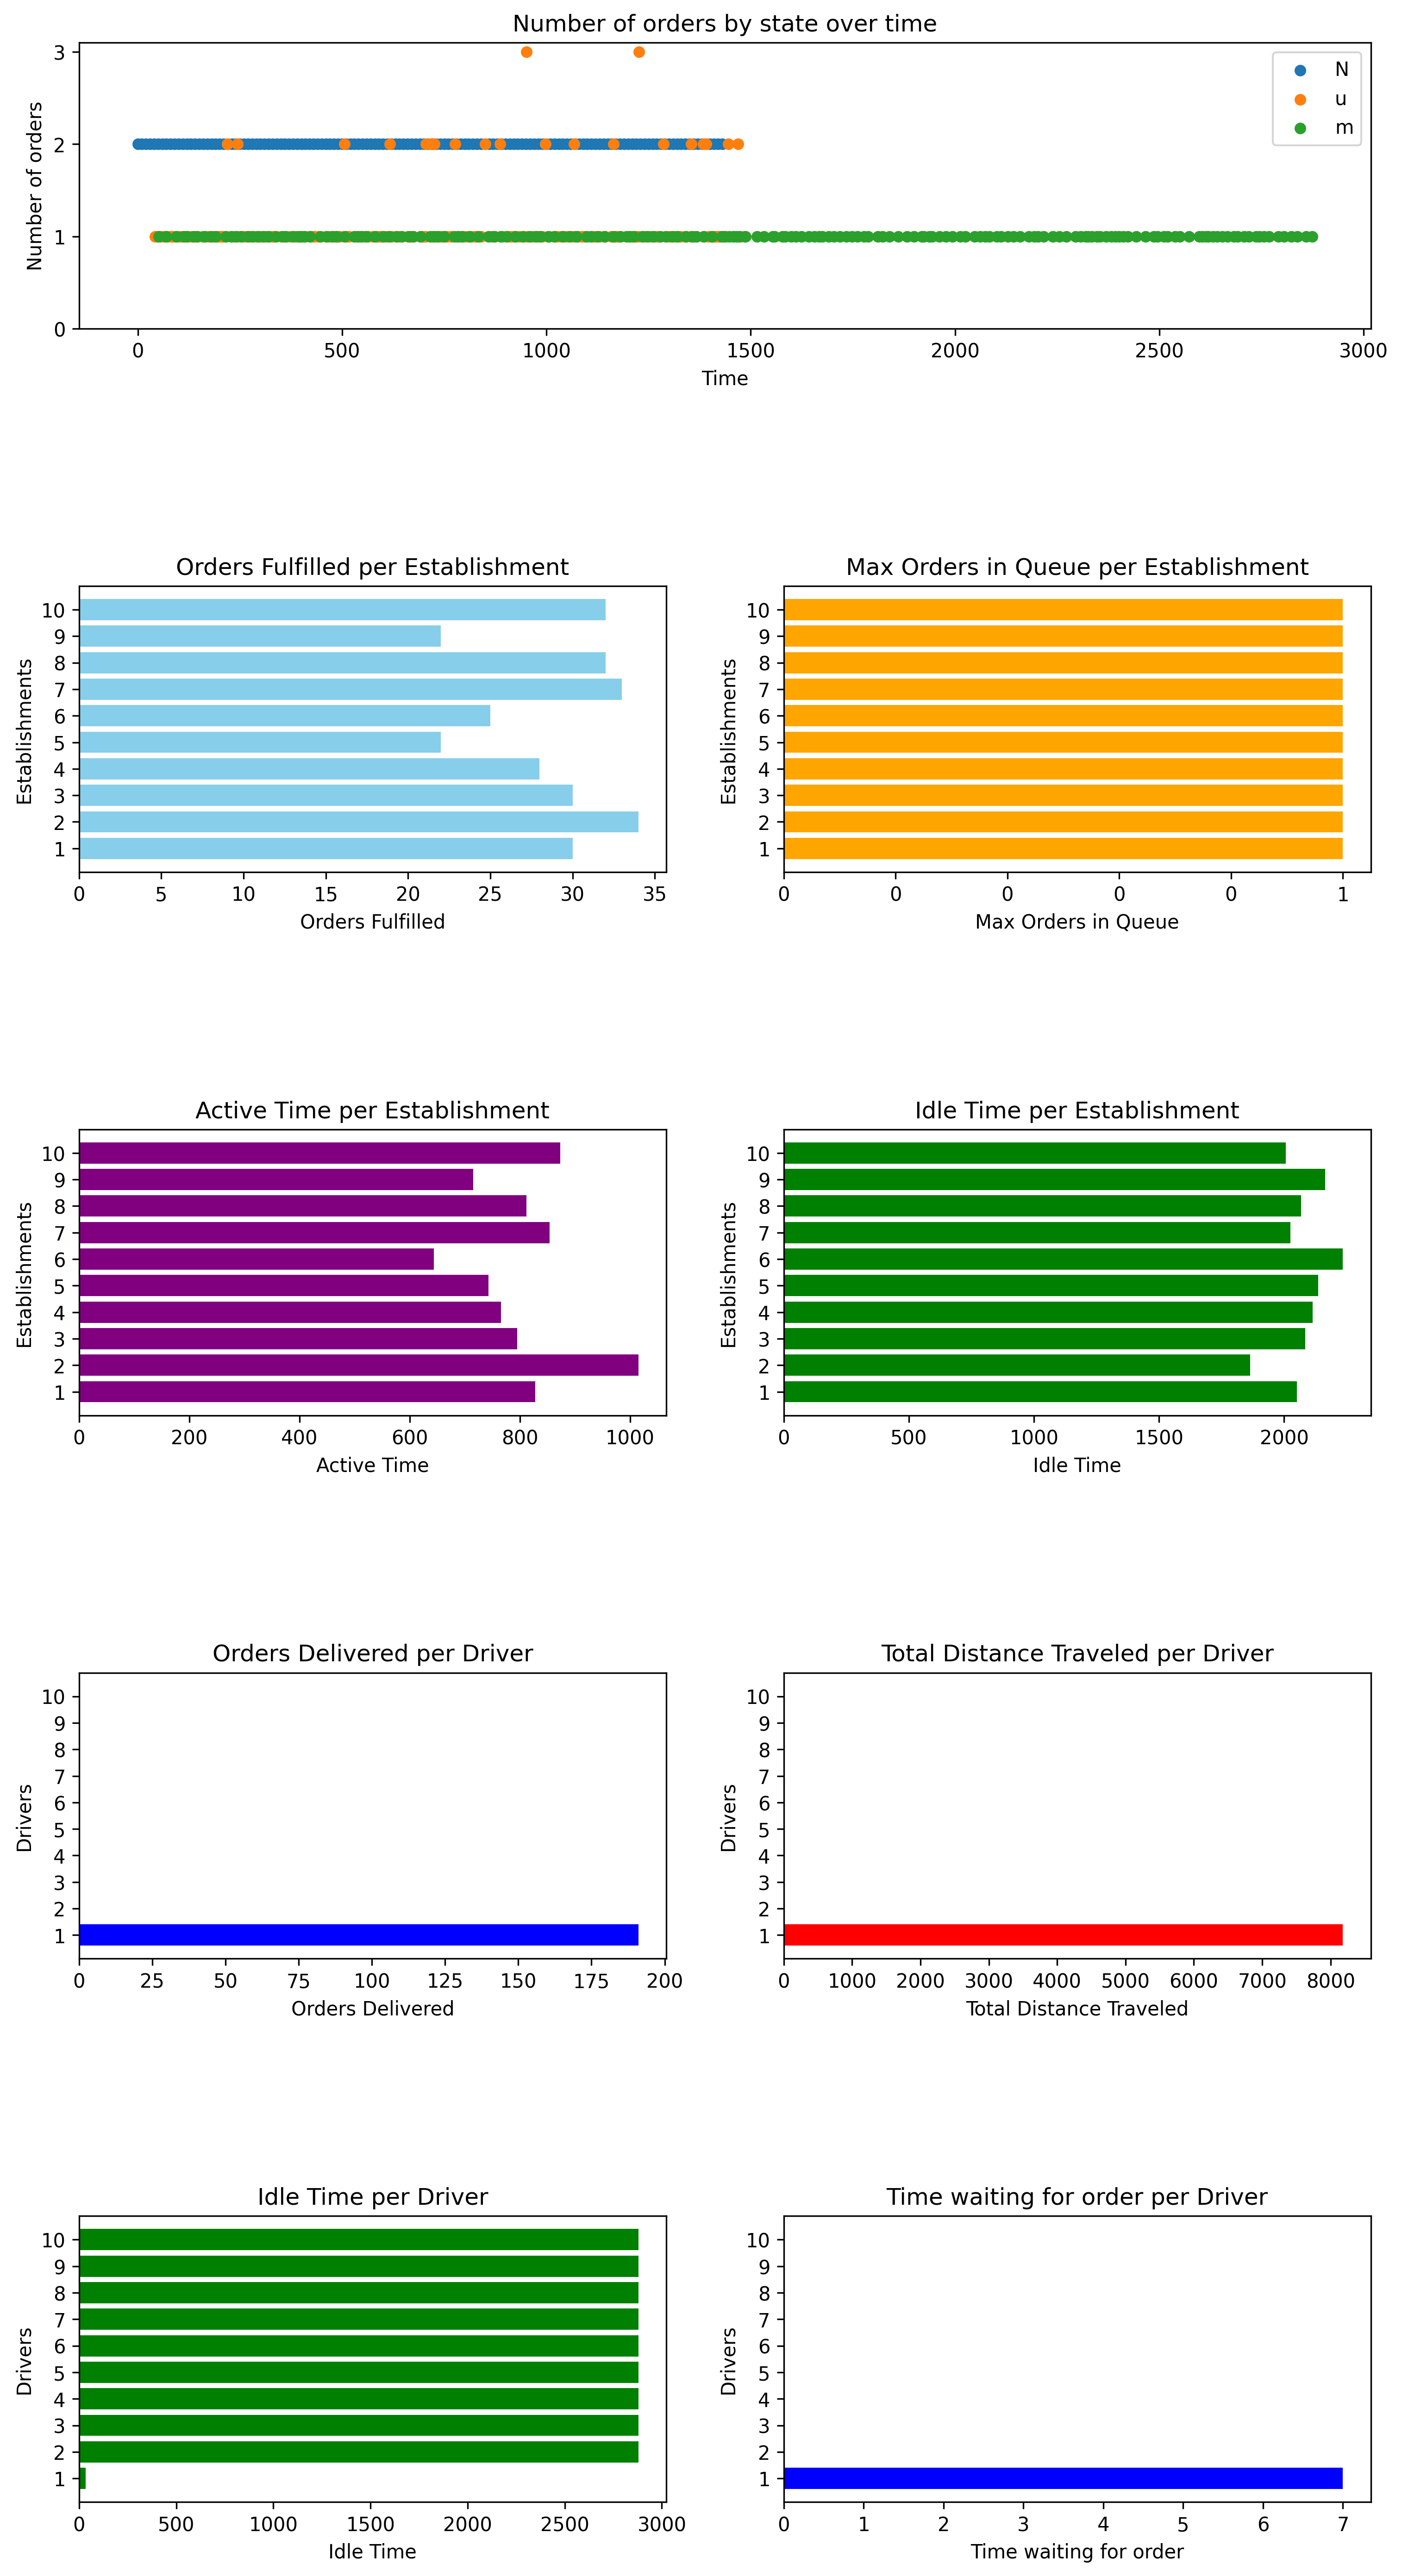 Number of orders by state over time
3
2
1
0
Number of orders
N
u
m
0 500 1000 1500 2000 2500 3000
Time
Orders Fulfilled per Establishment
10
9
8
7
6
5
4
3
2
1
Establishments
0 5 10 15 20 25 30 35
Orders Fulfilled
Max Orders in Queue per Establishment
10
9
8
7
6
5
4
3
2
1
Establishments
0 0 0 0 0 1
Max Orders in Queue
Active Time per Establishment
10
9
8
7
6
5
4
3
2
1
Establishments
0 200 400 600 800 1000
Active Time
Idle Time per Establishment
10
9
8
7
6
5
4
3
2
1
Establishments
0 500 1000 1500 2000
Idle Time
Orders Delivered per Driver
10
9
8
7
6
5
4
3
2
1
Drivers
0 25 50 75 100 125 150 175 200
Orders Delivered
Total Distance Traveled per Driver
10
9
8
7
6
5
4
3
2
1
Drivers
0 1000 2000 3000 4000 5000 6000 7000 8000
Total Distance Traveled
Idle Time per Driver
10
9
8
7
6
5
4
3
2
1
Drivers
0 500 1000 1500 2000 2500 3000
Idle Time
Time waiting for order per Driver
10
9
8
7
6
5
4
3
2
1
Drivers
0 1 2 3 4 5 6 7
Time waiting for order